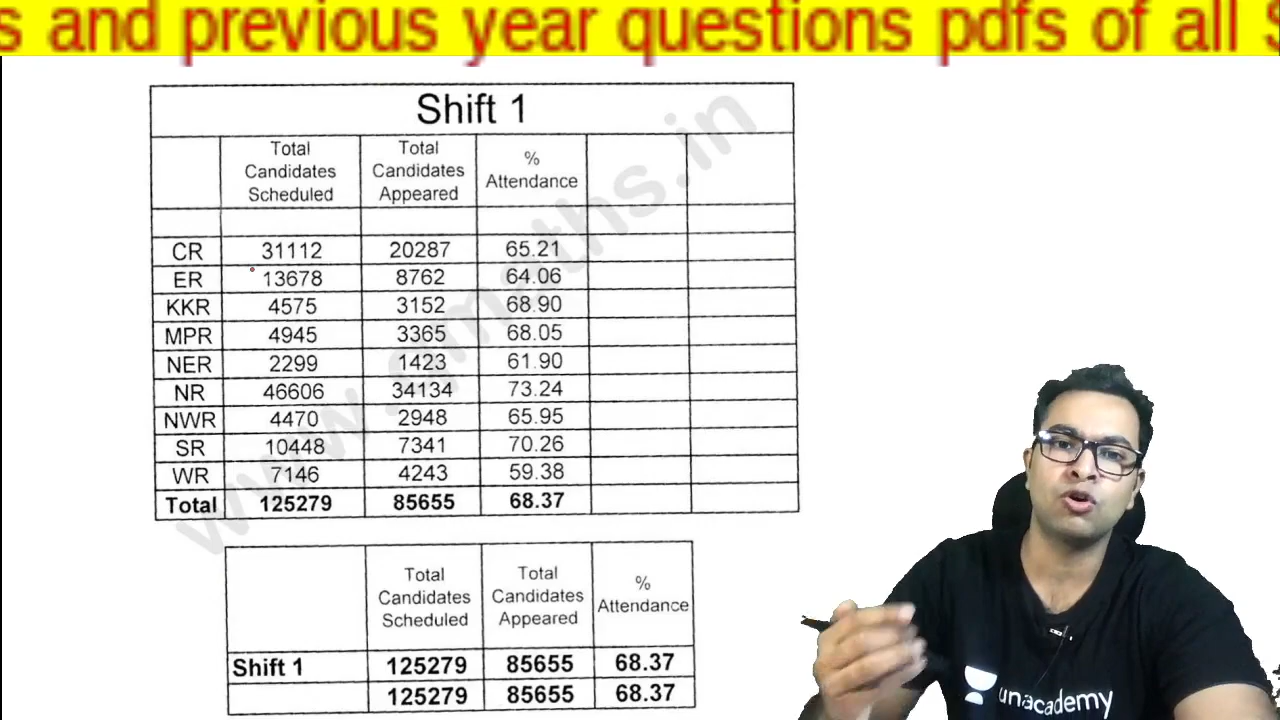 s and previous year questions pdfs of all S
Shift 1
Total Candidates Scheduled Total Candidates Appeared % Attendance
CR 31112 20287 65.21
ER 13678 8762 64.06
KKR 4575 3152 68.90
MPR 4945 3365 68.05
NER 2299 1423 61.90
NR 46606 34134 73.24
NWR 4470 2948 65.95
SR 10448 7341 70.26
WR 7146 4243 59.38
Total 125279 85655 68.37
Total Candidates Scheduled Total Candidates Appeared % Attendance
Shift 1 125279 85655 68.37
125279 85655 68.37
unacademy